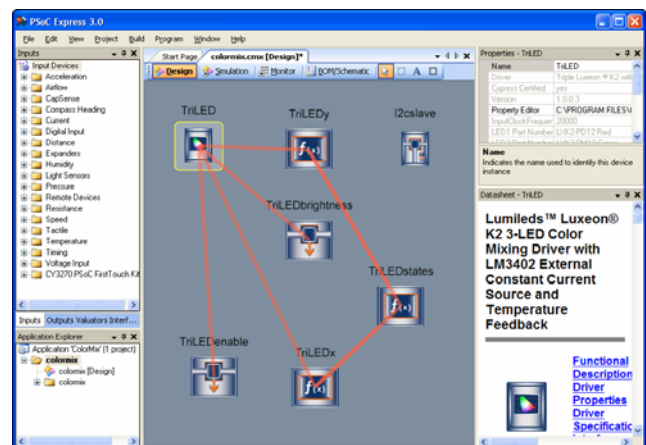 PSoC Express 3.0
File Edit View Project Build Program Window Help
Inputs
Input Devices
Acceleration
Airflow
CapSense
Compass Heading
Current
Digital Input
Distance
Expanders
Humidity
Light Sensors
Pressure
Remote Devices
Resistance
Speed
Tactile
Temperature
Timing
Voltage Input
CY3270 PSoC FirstTouch Kit
Inputs Outputs Valuators Interf...
Application Explorer
Application 'ColorMix' (1 project)
colormix
colormix [Design]
colormix
Start Page colormix.cmx [Design]*
Design Simulation Monitor BOM/Schematic A
TriLED
TriLEDy
I2cslave
f(x)
TriLEDbrightness
TriLEDstates
f(x)
TriLEDenable
TriLEDx
f(x)
Properties - TriLED
Name TriLED
Driver Triple Luxeon ® K2 with
Cypress Certified yes
Version 1.0.0.3
Property Editor C:\PROGRAM FILES\
InputClockFrequen 20000
LED1 Part Number LXK2-PD12 Red
Name
Indicates the name used to identify this device
instance
Datasheet - TriLED
Lumileds™ Luxeon®
K2 3-LED Color
Mixing Driver with
LM3402 External
Constant Current
Source and
Temperature
Feedback
Functional
Description
Driver
Properties
Driver
Specificatio